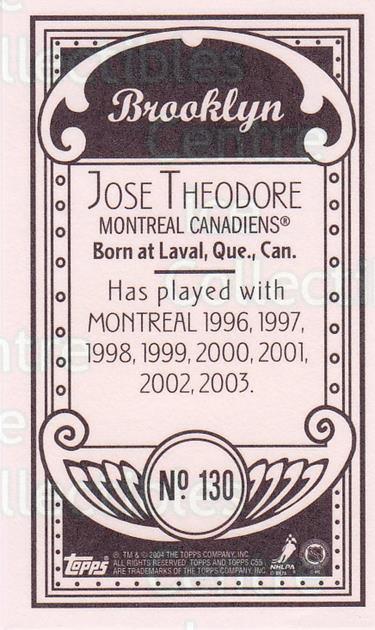 Brooklyn
JOSE THEODORE
MONTREAL CANADIENS®
Born at Laval, Que., Can.
Has played with
MONTREAL 1996, 1997,
1998, 1999, 2000, 2001,
2002, 2003.
Nº 130
Topps
®, TM & © 2004 THE TOPPS COMPANY, INC.
ALL RIGHTS RESERVED. TOPPS AND TOPPS C55
ARE TRADEMARKS OF THE TOPPS COMPANY, INC.
NHLPA